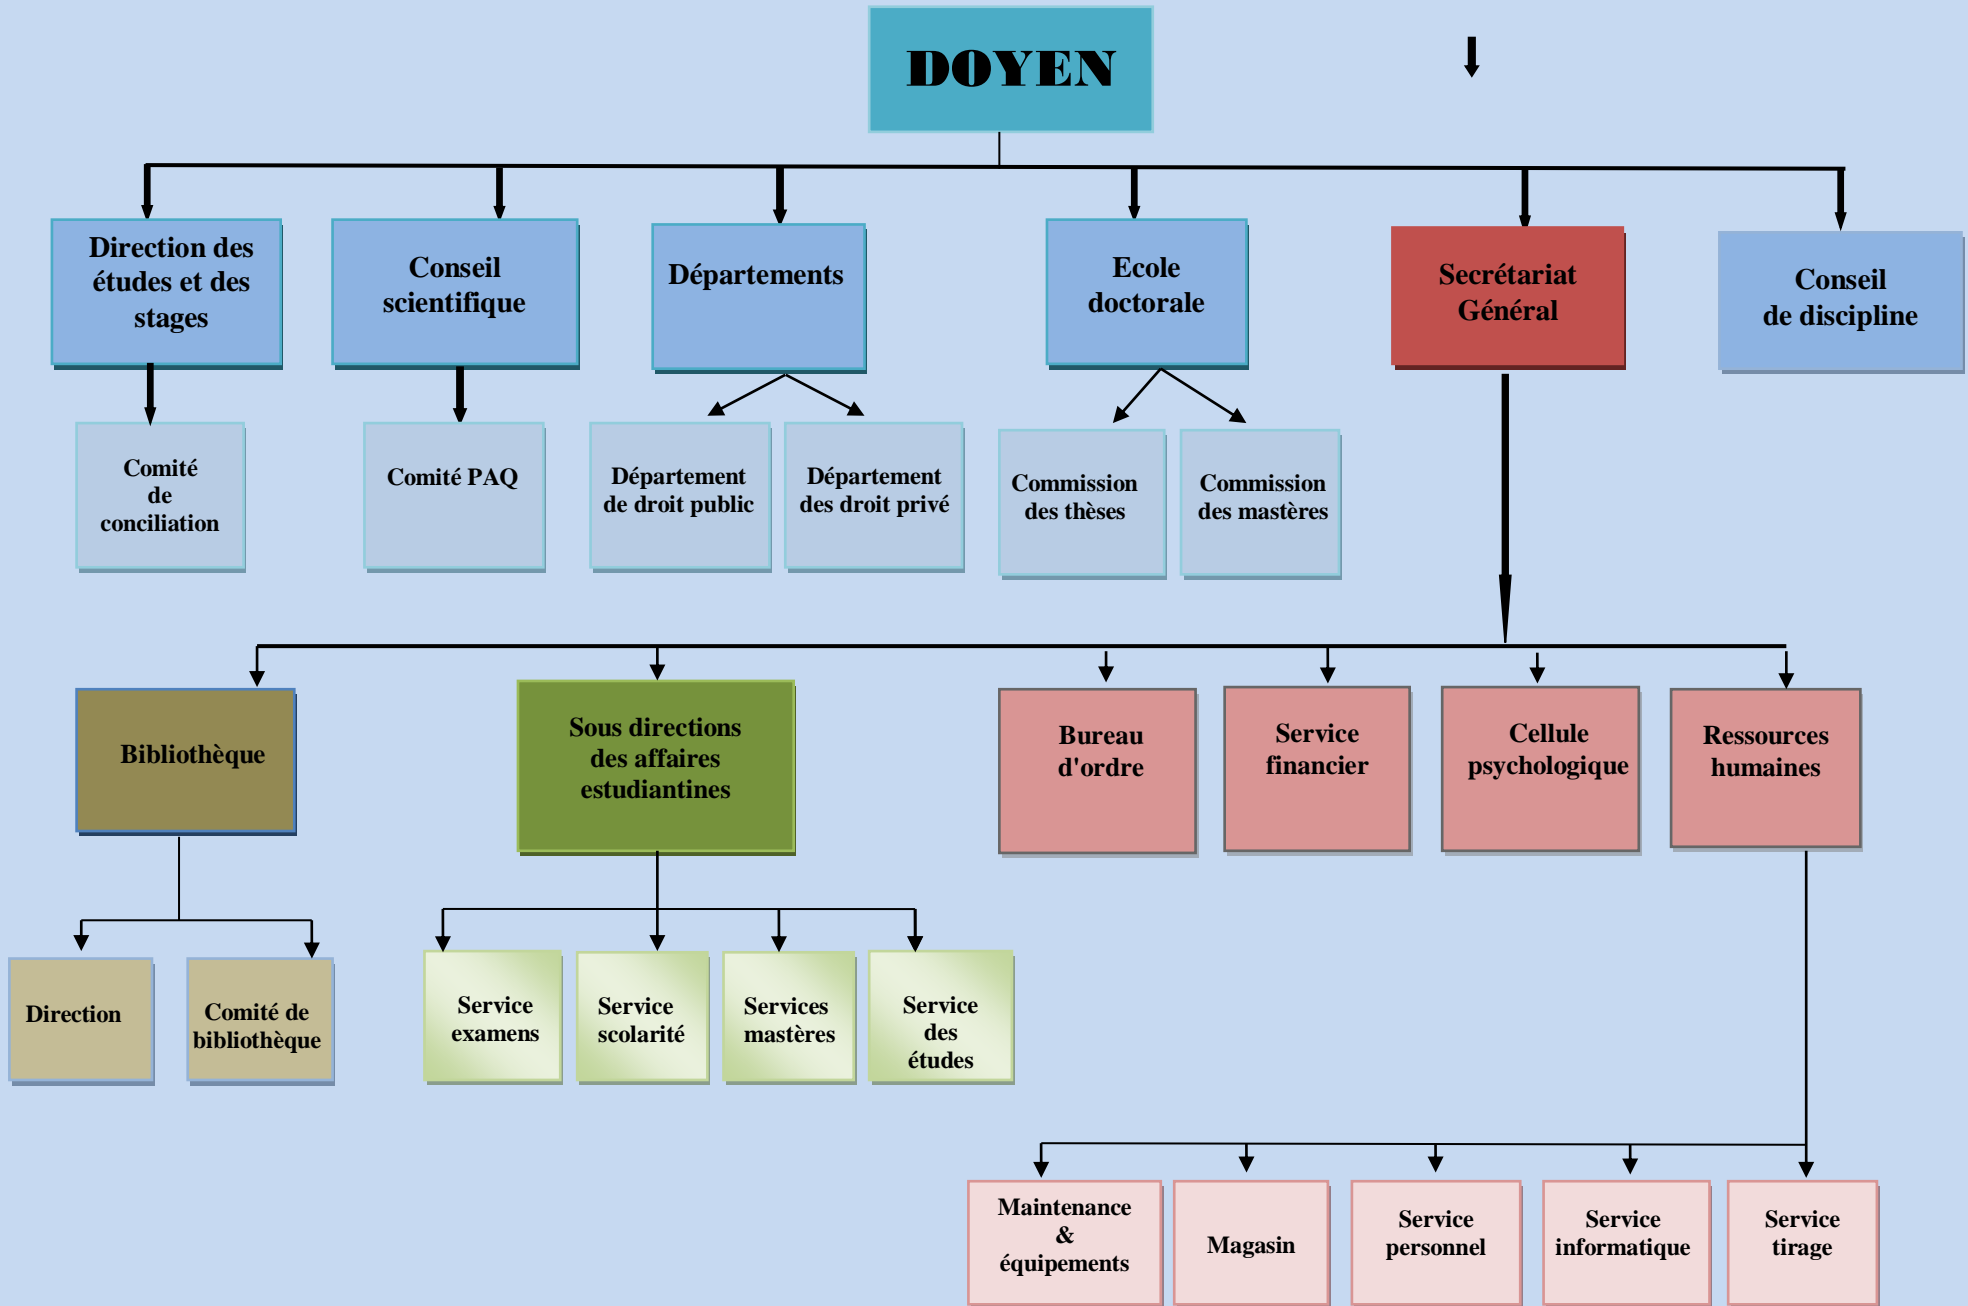 DOYEN
Direction des
études et des
stages
Conseil
scientifique
Départements
Ecole
doctorale
Secrétariat
Général
Conseil
de discipline
Comité
de
conciliation
Comité PAQ
Département
de droit public
Département
des droit privé
Commission
des thèses
Commission
des mastères
Bibliothèque
Sous directions
des affaires
estudiantines
Bureau
d'ordre
Service
financier
Cellule
psychologique
Ressources
humaines
Direction
Comité de
bibliothèque
Service
examens
Service
scolarité
Services
mastères
Service
des
études
Maintenance
&
équipements
Magasin
Service
personnel
Service
informatique
Service
tirage